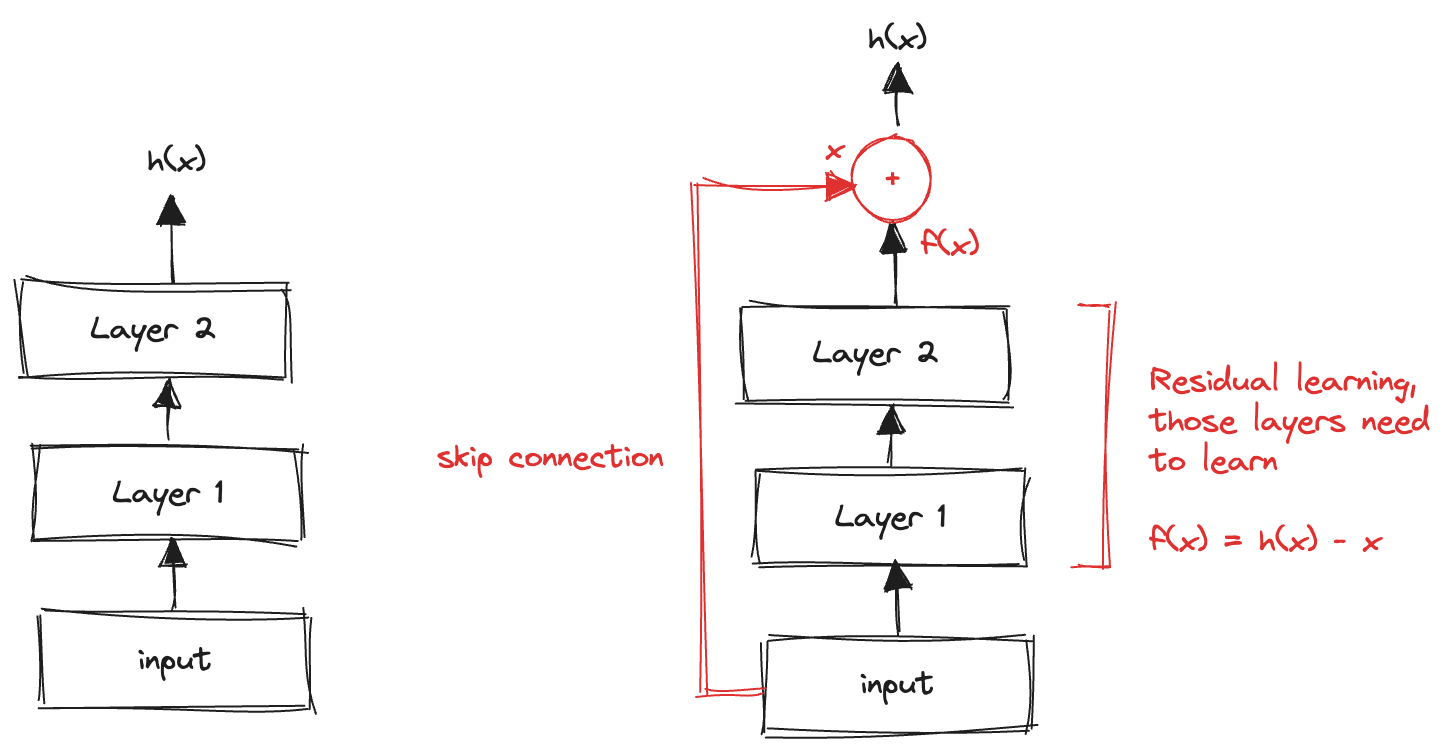 h(x)
Layer 2
Layer 1
input
h(x)
x
+
f(x)
Layer 2
skip connection
Layer 1
input
Residual learning,
those layers need
to learn
f(x) = h(x) - x